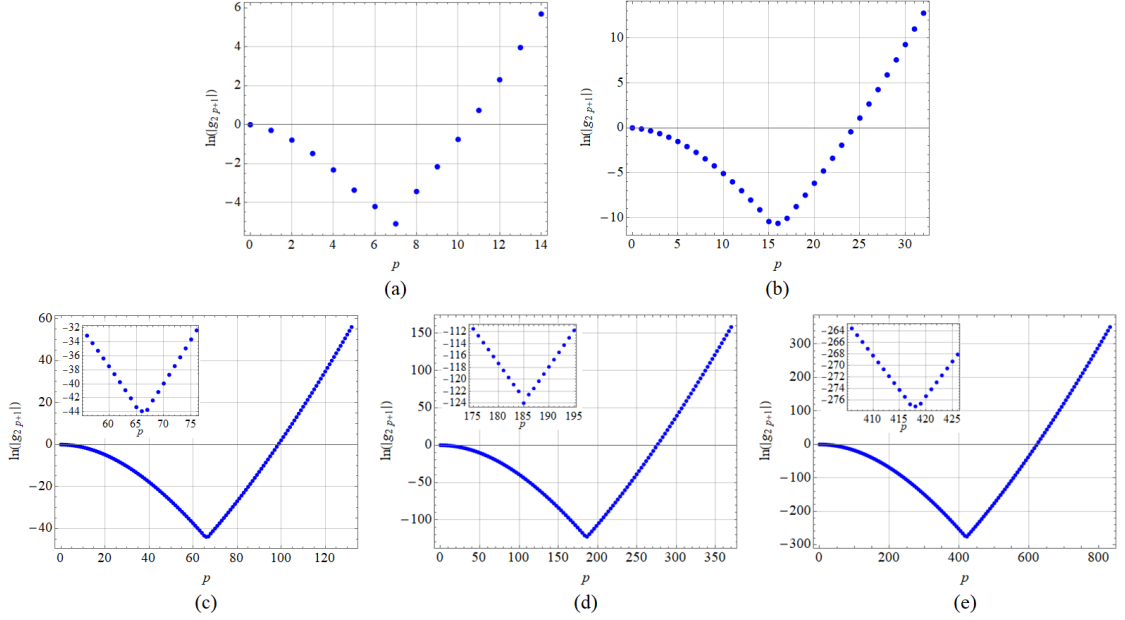 6
4
2
0
−2
−4
0 2 4 6 8 10 12 14
ln(|g2 p+1|)
p
(a)
10
5
0
−5
−10
0 5 10 15 20 25 30
ln(|g2 p+1|)
p
(b)
60
40
20
0
−20
−40
0 20 40 60 80 100 120
ln(|g2 p+1|)
p
−32
−34
−36
−38
−40
−42
−44
60 65 70 75
p
(c)
150
100
50
0
−50
−100
0 50 100 150 200 250 300 350
ln(|g2 p+1|)
p
−112
−114
−116
−118
−120
−122
−124
175 180 185 190 195
p
(d)
300
200
100
0
−100
−200
−300
0 200 400 600 800
ln(|g2 p+1|)
p
−264
−266
−268
−270
−272
−274
−276
410 415 420 425
p
(e)